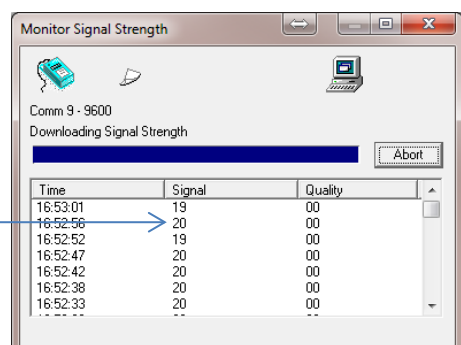 Monitor Signal Strength
Comm 9 - 9600
Downloading Signal Strength
Abort
Time Signal Quality
16:53:01 19 00
16:52:56 20 00
16:52:52 19 00
16:52:47 20 00
16:52:42 20 00
16:52:38 20 00
16:52:33 20 00